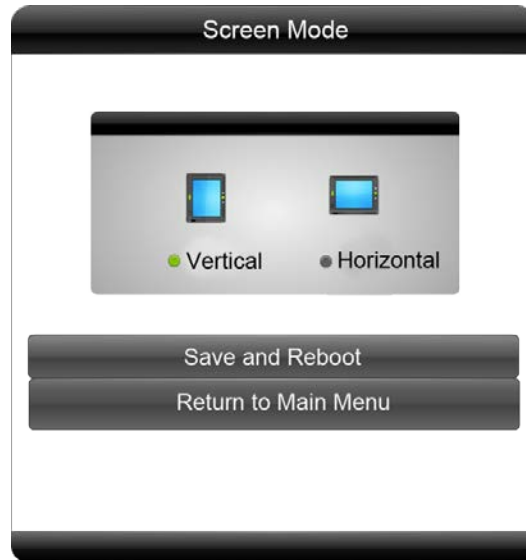 Screen Mode
Vertical
Horizontal
Save and Reboot
Return to Main Menu